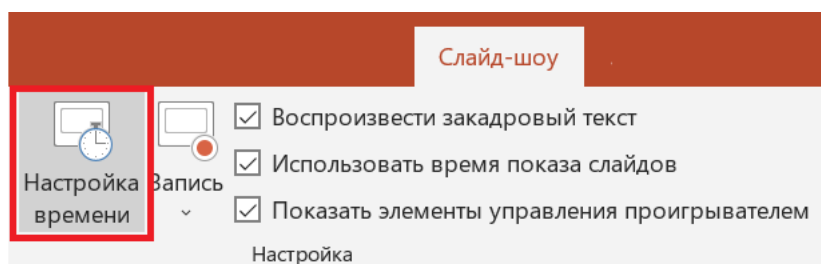 Слайд-шоу
Воспроизвести закадровый текст
Использовать время показа слайдов
Показать элементы управления проигрывателем
Настройка
времени
Запись
Настройка